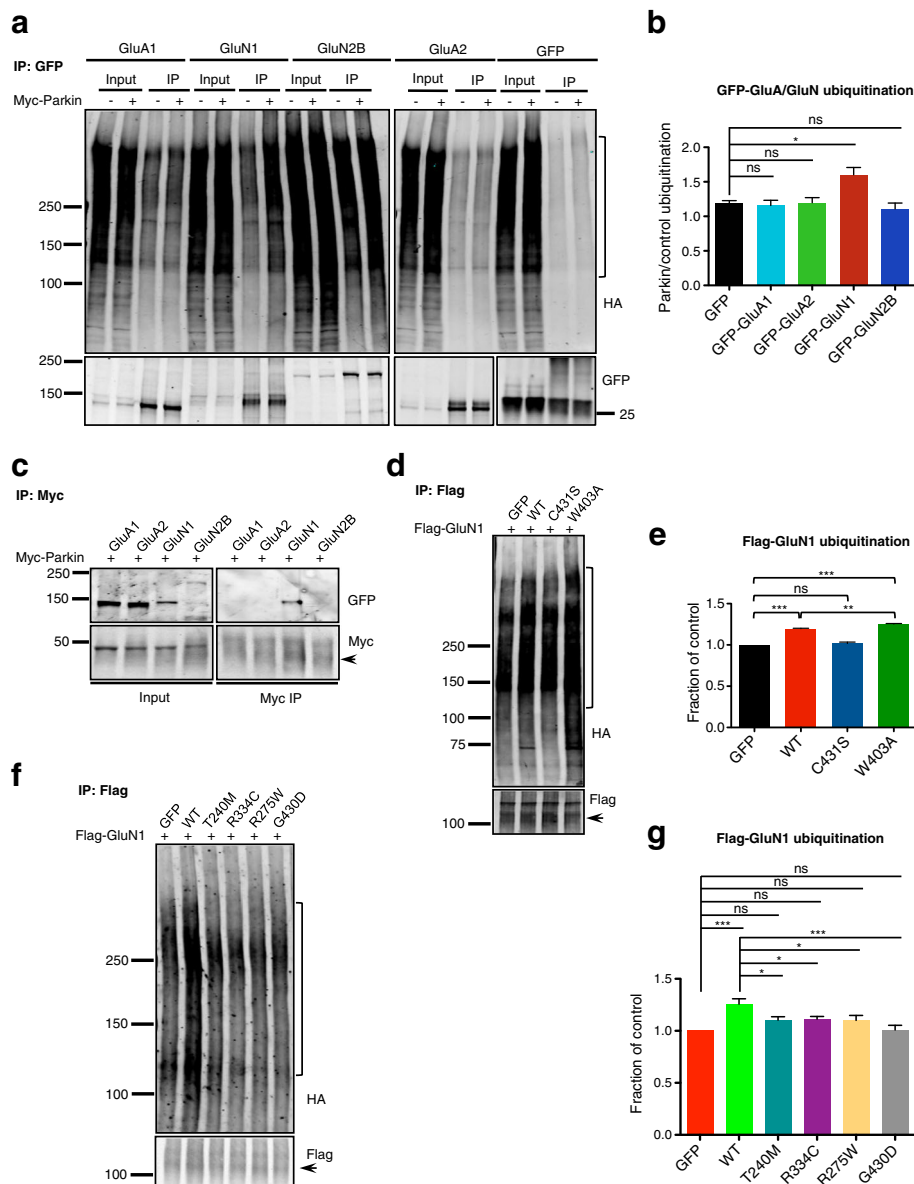 a
GluA1 GluN1 GluN2B GluA2 GFP
IP: GFP
Input IP Input IP Input IP Input IP Input IP
Myc-Parkin - + - + - + - + - + - + - + - + - + - +
250
150
100
HA
250
150
GFP
25
b
GFP-GluA/GluN ubiquitination
ns
*
ns
ns
Parkin/control ubiquitination
2.0
1.5
1.0
0.5
0.0
GFP
GFP-GluA1
GFP-GluA2
GFP-GluN1
GFP-GluN2B
c
IP: Myc
GluA1 GluA2 GluN1 GluN2B GluA1 GluA2 GluN1 GluN2B
Myc-Parkin + + + + + + + +
250
150
GFP
50
Myc
Input Myc IP
d
IP: Flag
GFP WT C431S W403A
Flag-GluN1 + + + +
250
150
100
75
HA
Flag
100
e
Flag-GluN1 ubiquitination
***
ns
*** **
Fraction of control
1.5
1.0
0.5
0.0
GFP
WT
C431S
W403A
f
IP: Flag
GFP WT T240M R334C R275W G430D
Flag-GluN1 + + + + + +
250
150
100
HA
Flag
100
g
Flag-GluN1 ubiquitination
ns
ns
ns
ns
*** ***
*
*
*
Fraction of control
1.5
1.0
0.5
0.0
GFP
WT
T240M
R334C
R275W
G430D